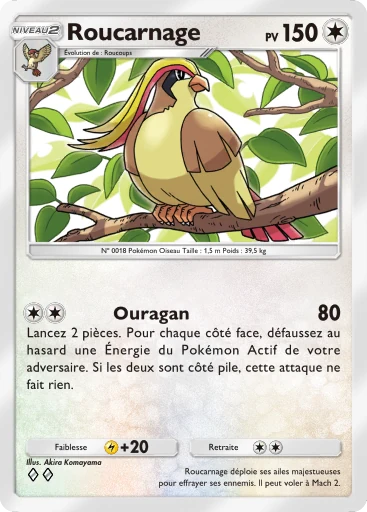 NIVEAU2
Roucarnage
PV 150
Évolution de : Roucoups
N° 0018 Pokémon Oiseau Taille : 1,5 m Poids : 39,5 kg
Ouragan 80
Lancez 2 pièces. Pour chaque côté face, défaussez au
hasard une Énergie du Pokémon Actif de votre
adversaire. Si les deux sont côté pile, cette attaque ne
fait rien.
Faiblesse +20
Retraite
Illus. Akira Komayama
Roucarnage déploie ses ailes majestueuses
pour effrayer ses ennemis. Il peut voler à Mach 2.